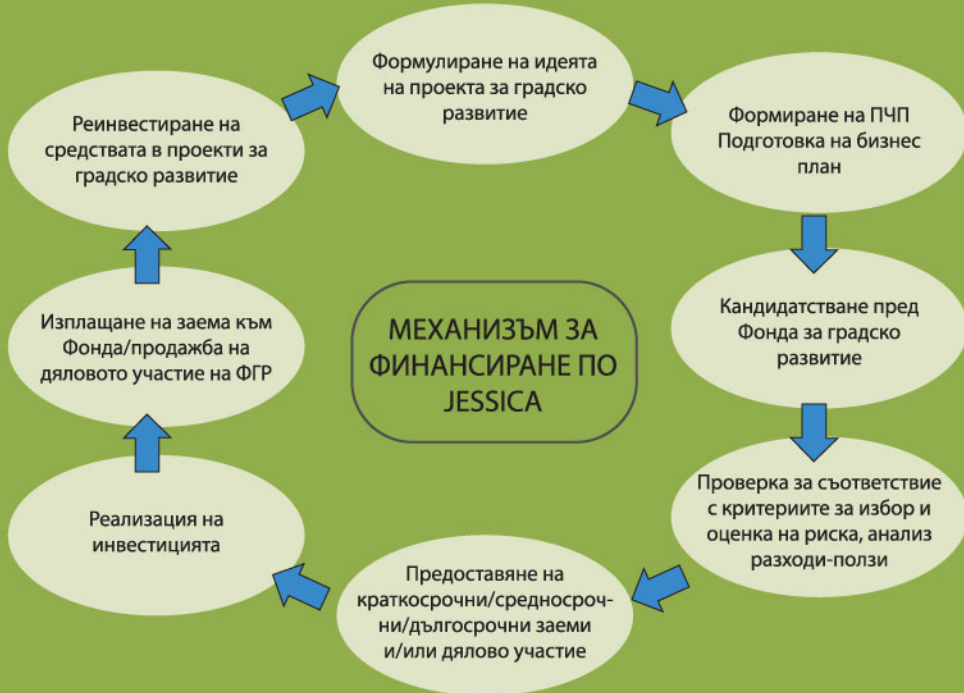 Формулиране на идеята
на проекта за градско
развитие
Формиране на ПЧП
Подготовка на бизнес
план
Кандидатстване пред
Фонда за градско
развитие
Проверка за съответствие
с критериите за избор и
оценка на риска, анализ
разходи-ползи
Предоставяне на
краткосрочни/средносроч-
ни/дългосрочни заеми
и/или дялово участие
Реализация на
инвестицията
Изплащане на заема към
Фонда/продажба на
дяловото участие на ФГР
Реинвестиране на
средствата в проекти за
градско развитие
МЕХАНИЗЪМ ЗА
ФИНАНСИРАНЕ ПО
JESSICA